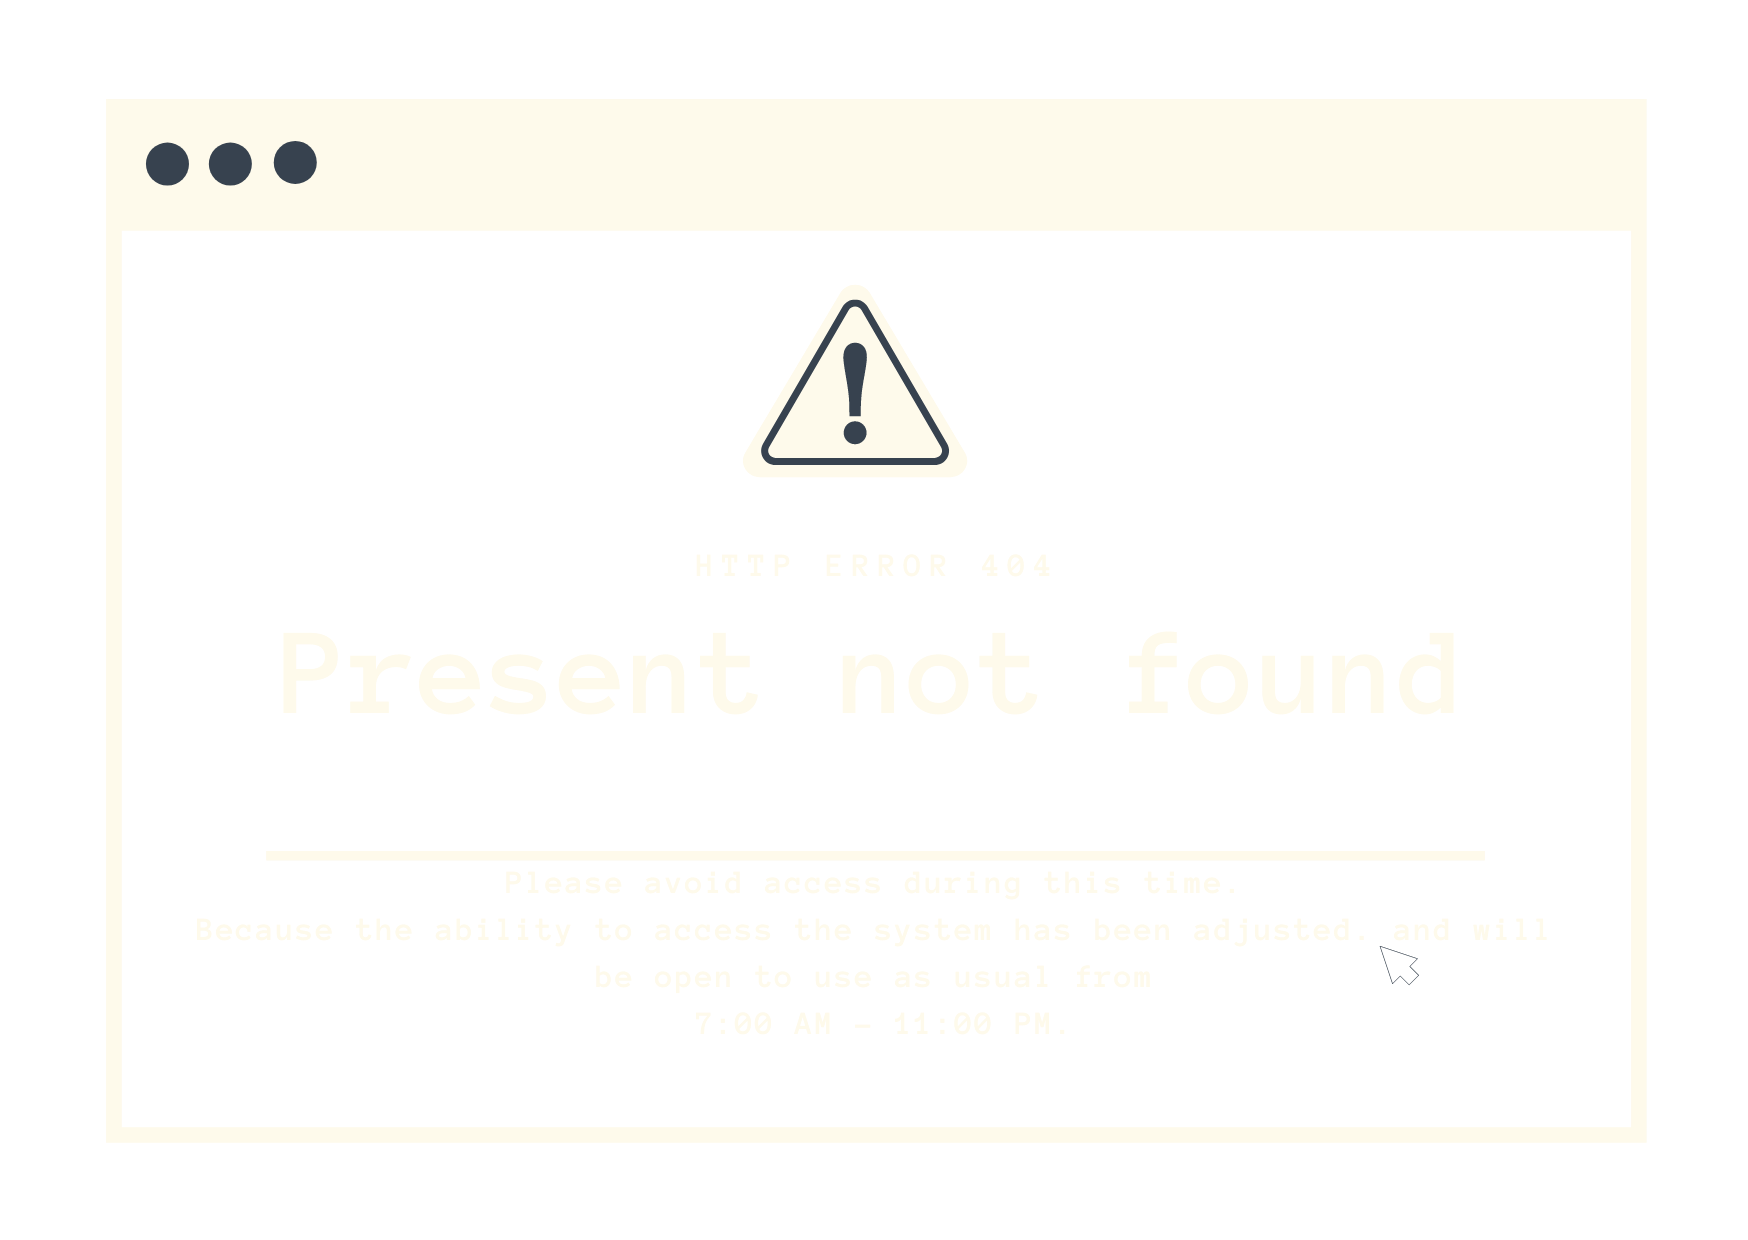 HTTP ERROR 404
Present not found
Please avoid access during this time.
Because the ability to access the system has been adjusted. and will
be open to use as usual from
7:00 AM - 11:00 PM.